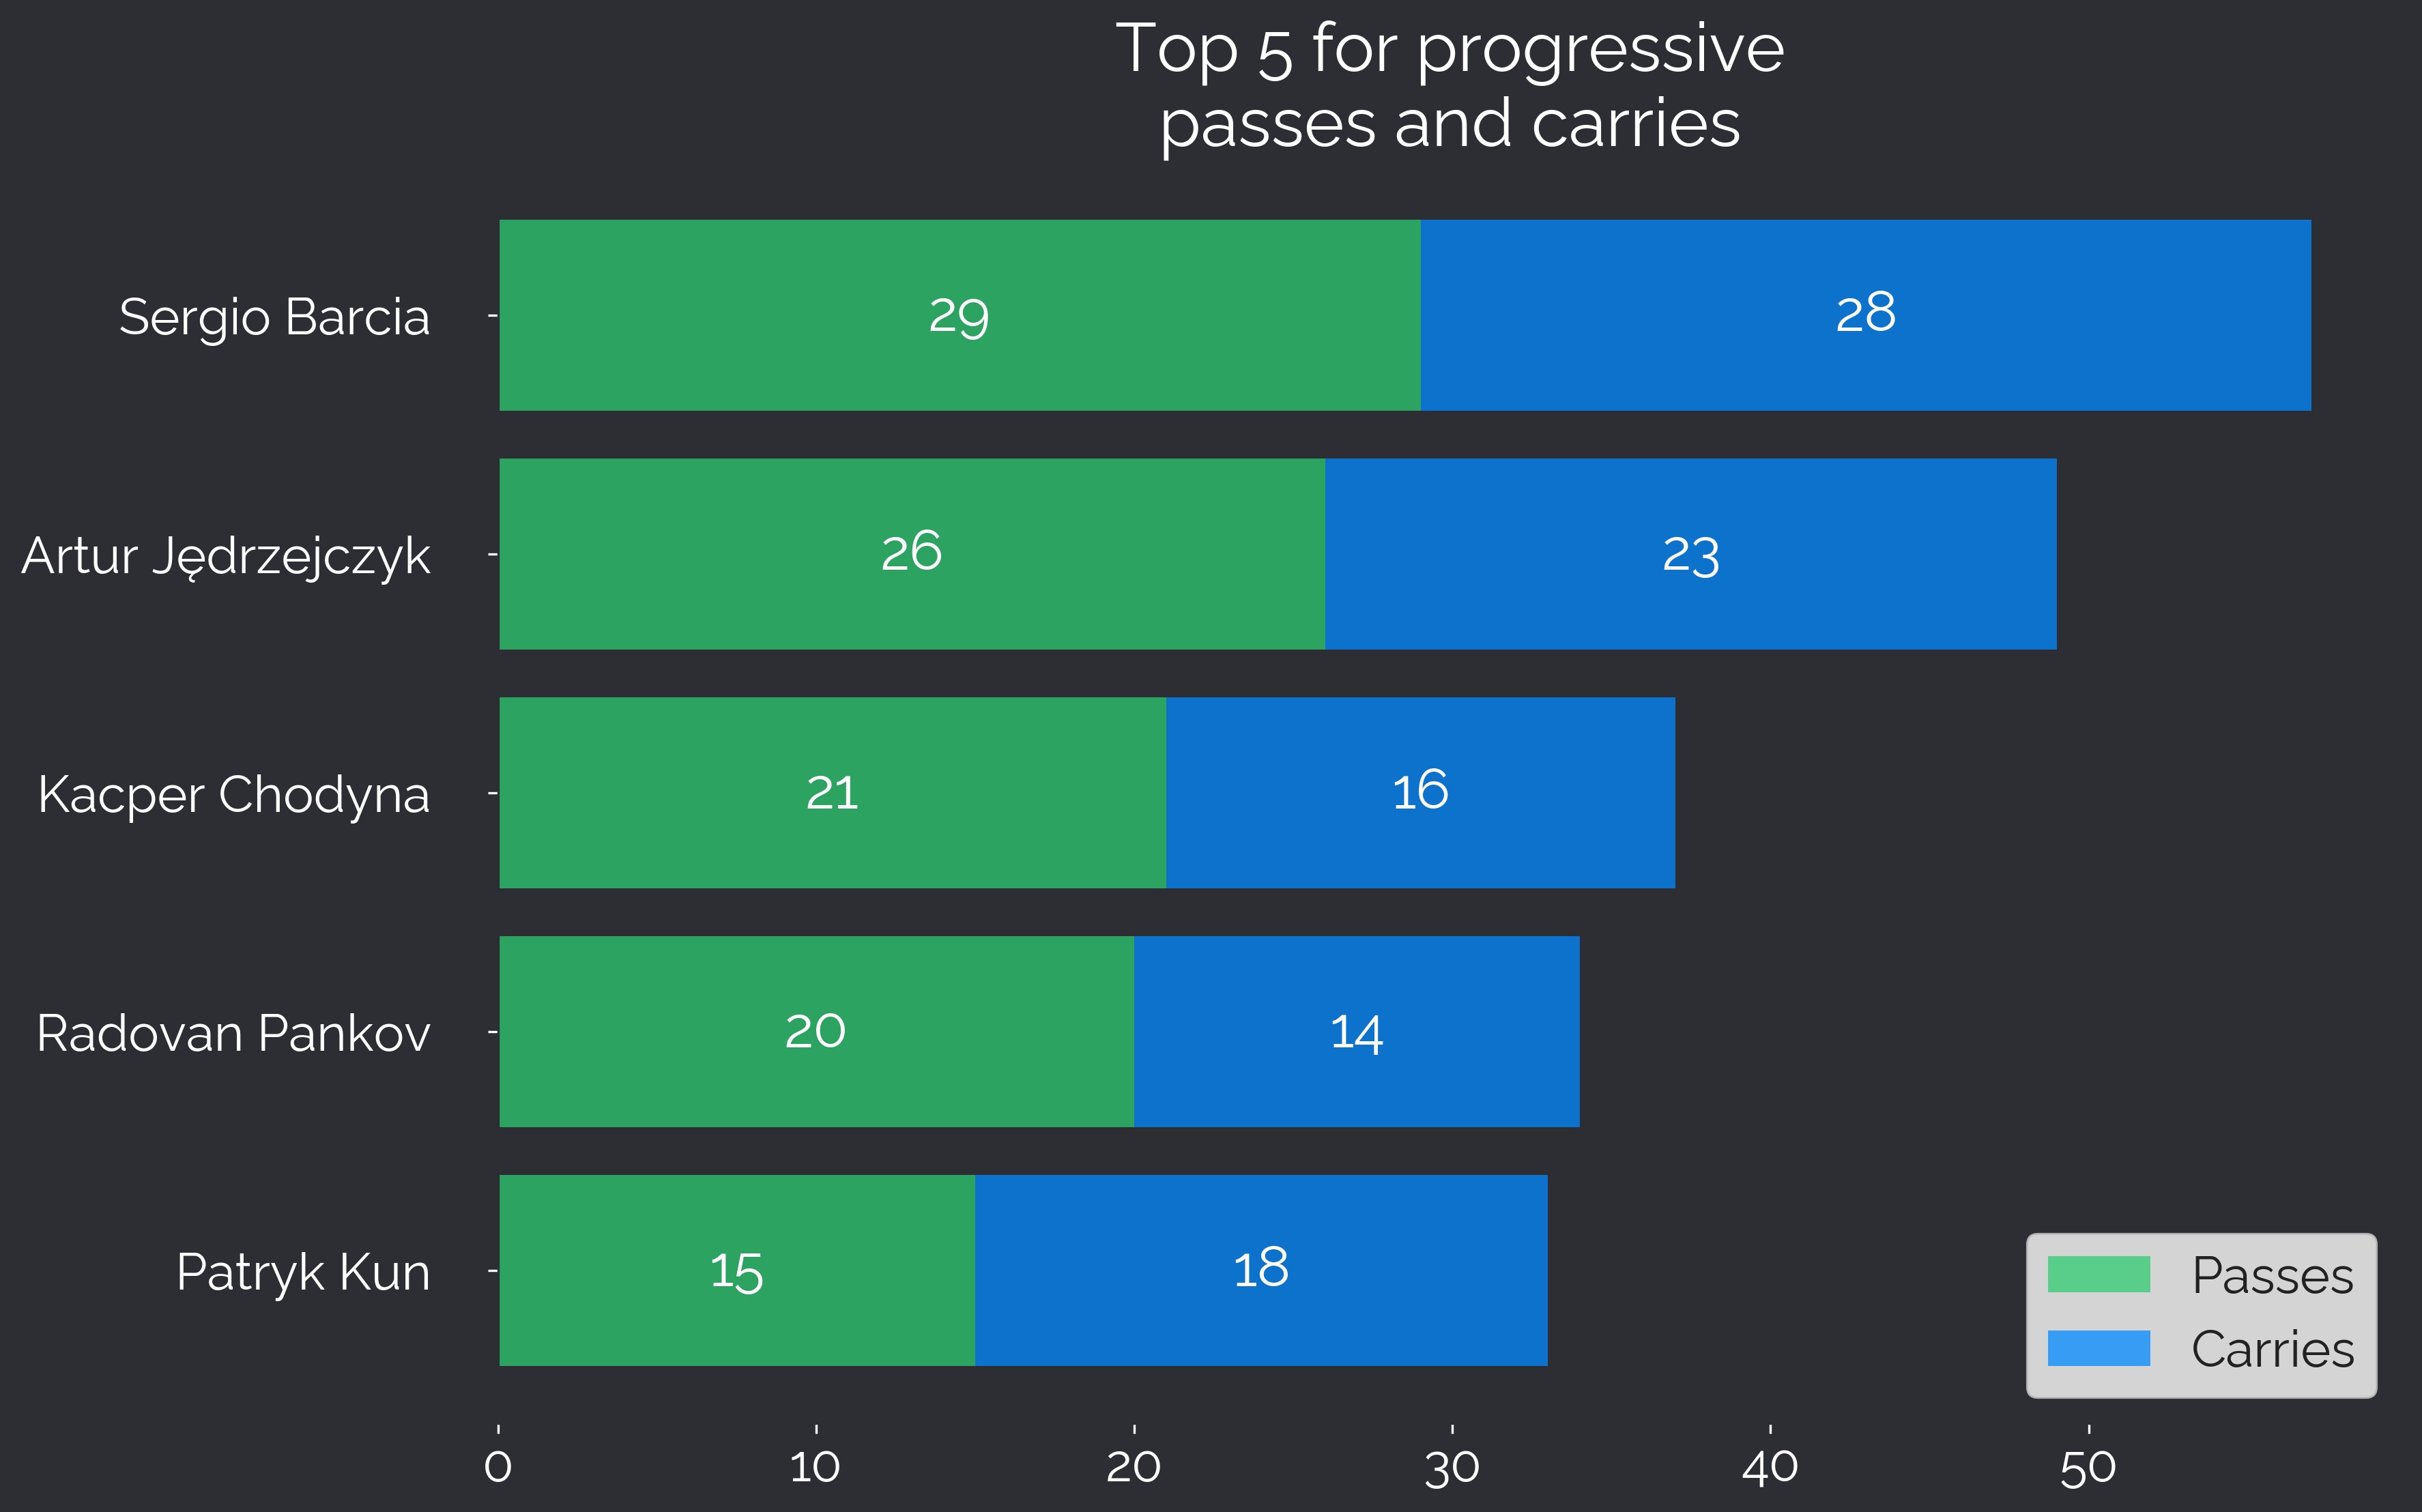 Top 5 for progressive
passes and carries
Sergio Barcia
29
28
Artur Jędrzejczyk
26
23
Kacper Chodyna
21
16
Radovan Pankov
20
14
Patryk Kun
15
18
Passes
Carries
0 10 20 30 40 50